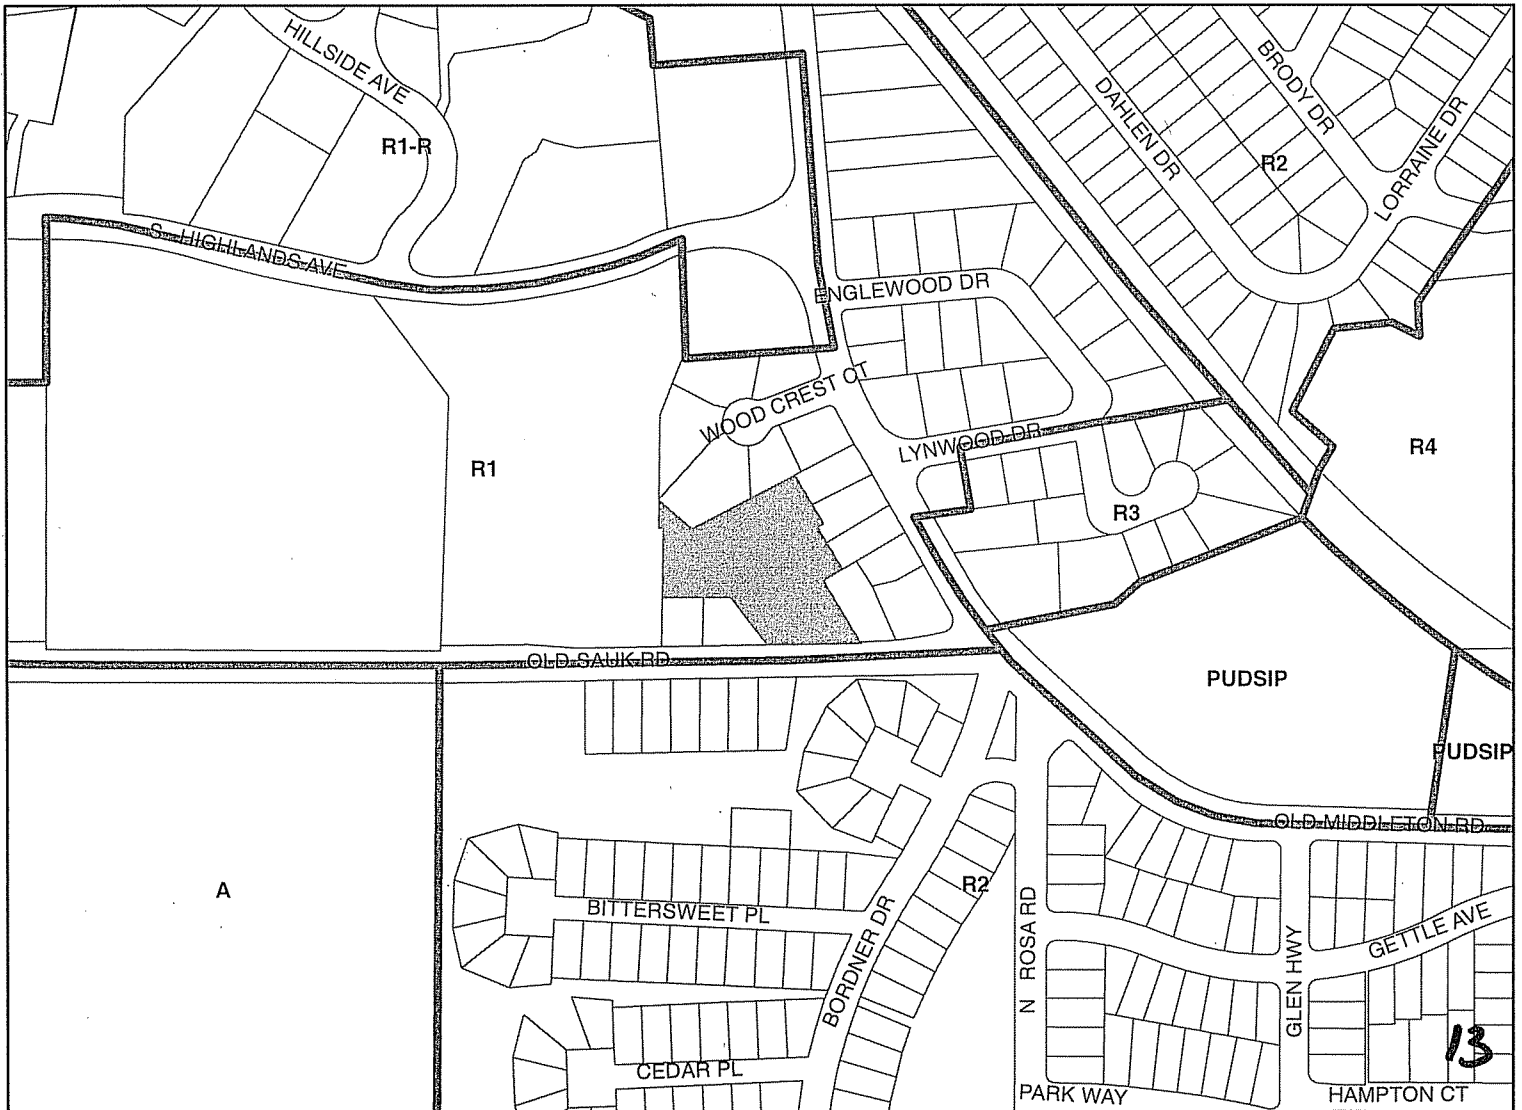 HILLSIDE AVE
BRODY DR
DAHLEN DR
LORRAINE DR
R1-R
R2
S HIGHLANDS AVE
ENGLEWOOD DR
WOOD CREST CT
LYNWOOD DR
R4
R1
R3
OLD SAUK RD
PUDSIP
PUDSIP
OLD MIDDLETON RD
A
R2
BITTERSWEET PL
BORDNER DR
N ROSA RD
GLEN HWY
GETTLE AVE
13
CEDAR PL
PARK WAY
HAMPTON CT